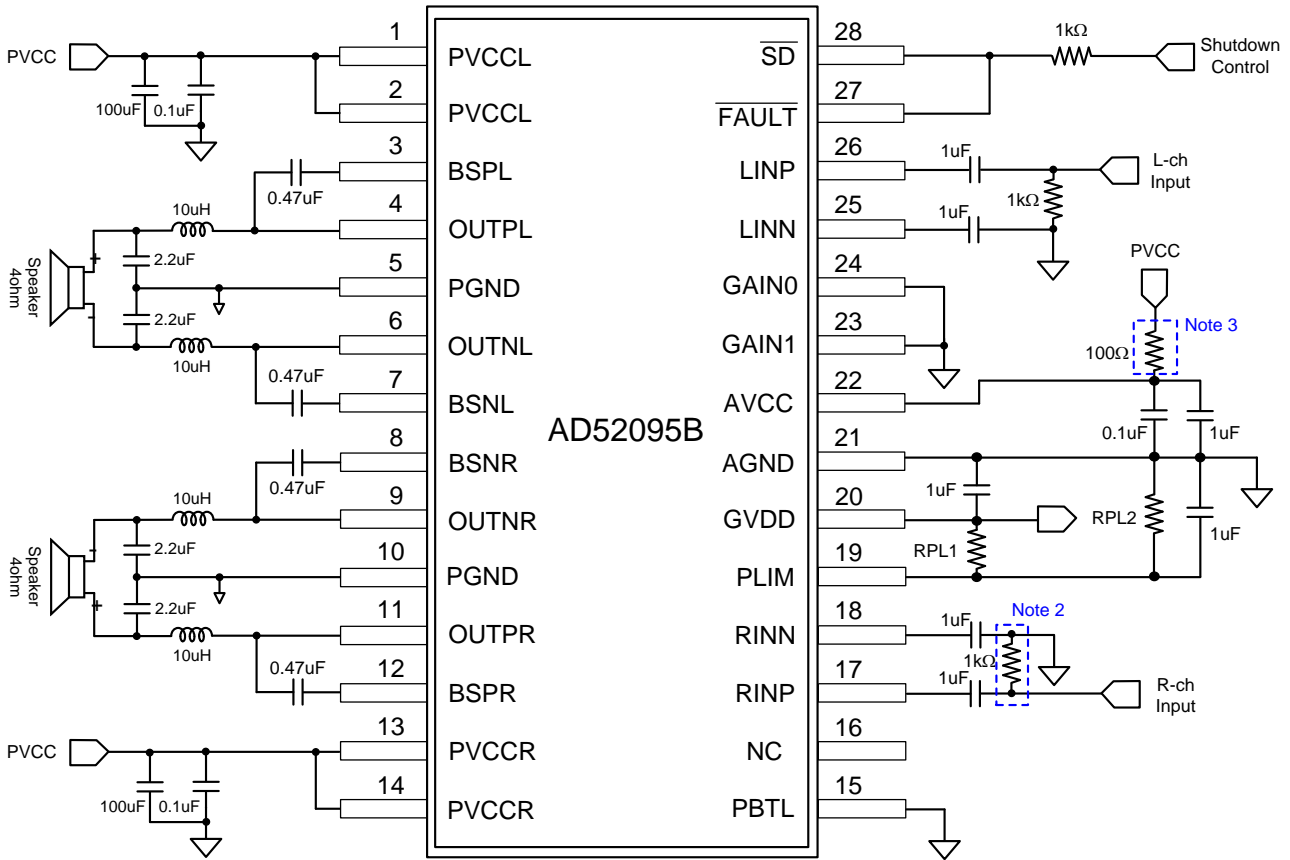 PVCC
100uF
0.1uF
1
PVCCL
2
PVCCL
3
BSPL
0.47uF
4
OUTPL
10uH
2.2uF
5
PGND
Speaker
4ohm
+
-
2.2uF
6
OUTNL
10uH
0.47uF
7
BSNL
8
BSNR
0.47uF
9
OUTNR
10uH
2.2uF
10
PGND
Speaker
4ohm
-
+
2.2uF
11
OUTPR
10uH
0.47uF
12
BSPR
PVCC
13
PVCCR
100uF
0.1uF
14
PVCCR
AD52095B
28
SD
1kΩ
Shutdown
Control
27
FAULT
26
LINP
1uF
L-ch
Input
1kΩ
25
LINN
1uF
24
GAIN0
PVCC
23
GAIN1
Note 3
100Ω
22
AVCC
0.1uF
1uF
21
AGND
1uF
20
GVDD
RPL1
RPL2
1uF
19
PLIM
18
RINN
1uF
Note 2
1kΩ
17
RINP
1uF
R-ch
Input
16
NC
15
PBTL